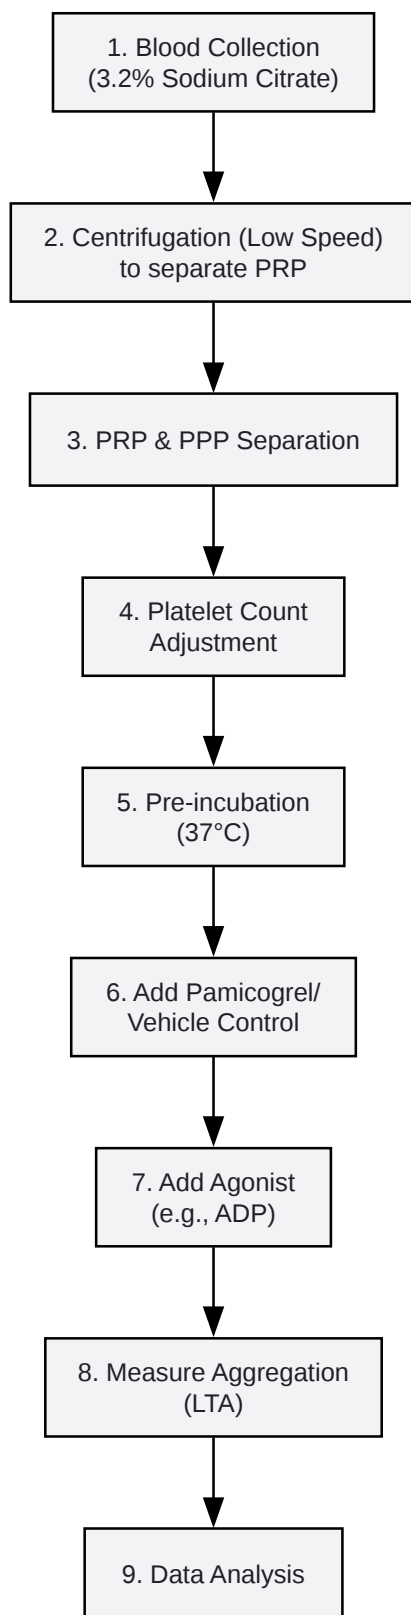 1. Blood Collection
(3.2% Sodium Citrate)
2. Centrifugation (Low Speed)
to separate PRP
3. PRP & PPP Separation
4. Platelet Count
Adjustment
5. Pre-incubation
(37°C)
6. Add Pamicogrel/
Vehicle Control
7. Add Agonist
(e.g., ADP)
8. Measure Aggregation
(LTA)
9. Data Analysis